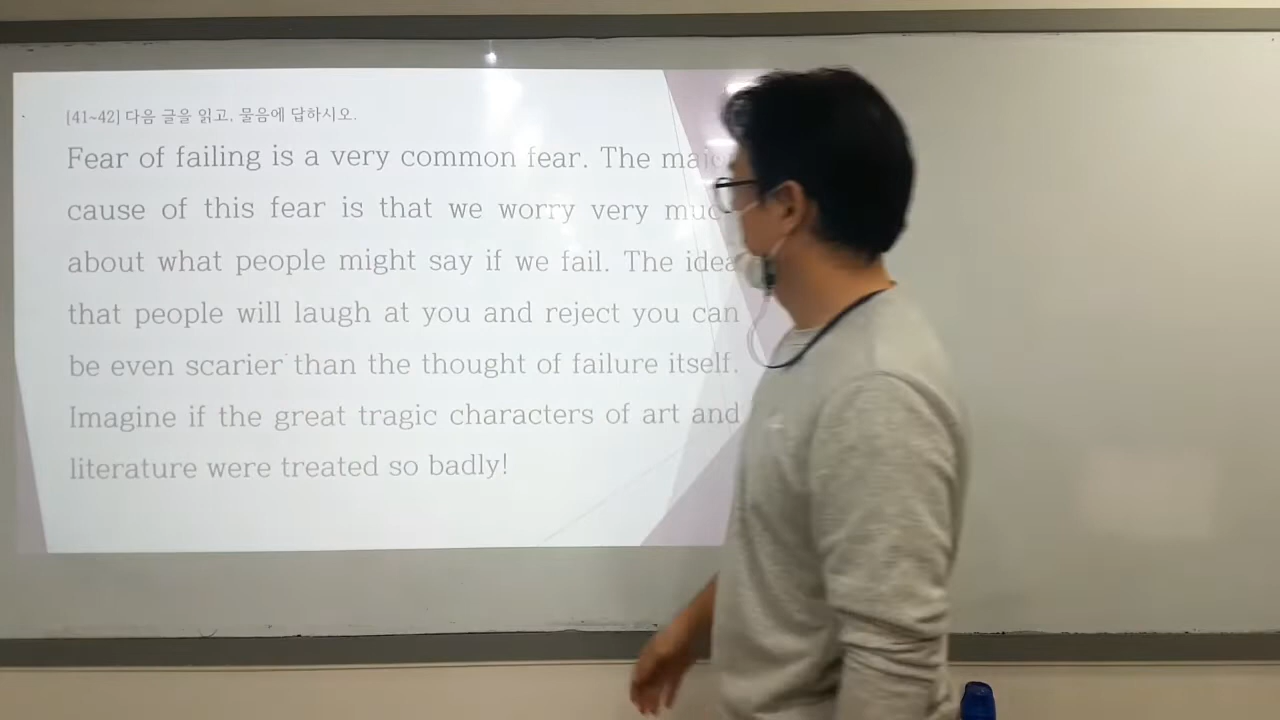 [41~42] 다음 글을 읽고, 물음에 답하시오.
Fear of failing is a very common fear. The
cause of this fear is that we worry very
about what people might say if we fail. The idea
that people will laugh at you and reject you can
be even scarier than the thought of failure itself.
Imagine if the great tragic characters of art and
literature were treated so badly!